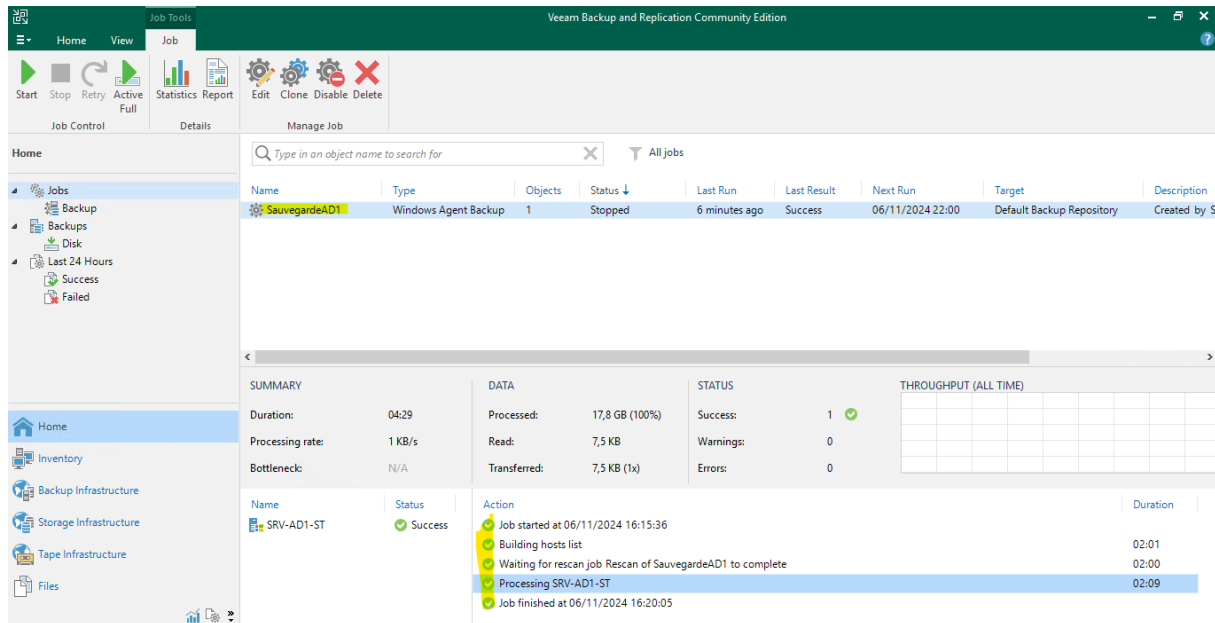 Job Tools
Veeam Backup and Replication Community Edition
Home View Job
Start Stop Retry Active Full Statistics Report Edit Clone Disable Delete
Job Control Details Manage Job
Home
Type in an object name to search for
All jobs
Jobs
Backup
Backups
Disk
Last 24 Hours
Success
Failed
Name Type Objects Status Last Run Last Result Next Run Target Description
SauvegardeAD1 Windows Agent Backup 1 Stopped 6 minutes ago Success 06/11/2024 22:00 Default Backup Repository Created by S
SUMMARY DATA STATUS THROUGHPUT (ALL TIME)
Duration: 04:29 Processed: 17,8 GB (100%) Success: 1
Processing rate: 1 KB/s Read: 7,5 KB Warnings: 0
Bottleneck: N/A Transferred: 7,5 KB (1x) Errors: 0
Home
Inventory
Backup Infrastructure
Storage Infrastructure
Tape Infrastructure
Files
Name Status Action Duration
SRV-AD1-ST Success Job started at 06/11/2024 16:15:36
Building hosts list 02:01
Waiting for rescan job Rescan of SauvegardeAD1 to complete 02:00
Processing SRV-AD1-ST 02:09
Job finished at 06/11/2024 16:20:05